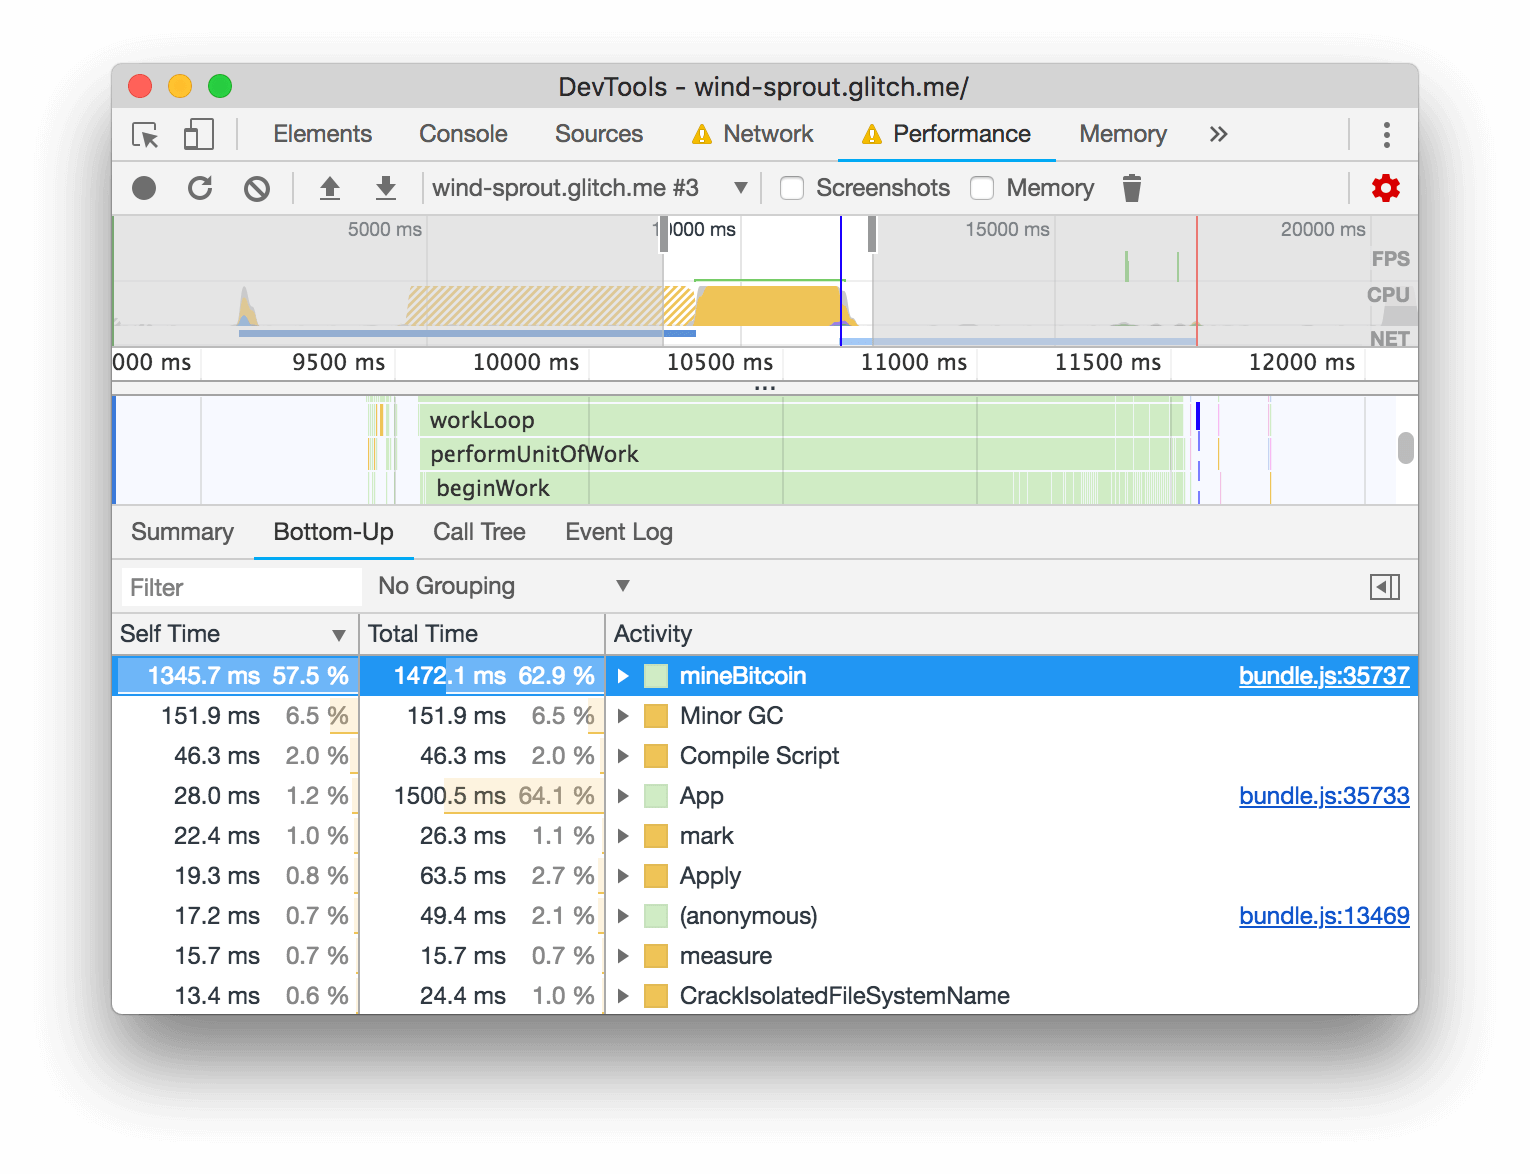 DevTools - wind-sprout.glitch.me/
Elements Console Sources Network Performance Memory »
wind-sprout.glitch.me #3 ▼ Screenshots Memory
5000 ms 10000 ms 15000 ms 20000 ms
FPS
CPU
NET
000 ms 9500 ms 10000 ms 10500 ms 11000 ms 11500 ms 12000 ms
...
workLoop
performUnitOfWork
beginWork
Summary Bottom-Up Call Tree Event Log
Filter No Grouping ▼
Self Time ▼ Total Time Activity
1345.7 ms 57.5 % 1472.1 ms 62.9 % mineBitcoin bundle.js:35737
151.9 ms 6.5 % 151.9 ms 6.5 % Minor GC
46.3 ms 2.0 % 46.3 ms 2.0 % Compile Script
28.0 ms 1.2 % 1500.5 ms 64.1 % App bundle.js:35733
22.4 ms 1.0 % 26.3 ms 1.1 % mark
19.3 ms 0.8 % 63.5 ms 2.7 % Apply
17.2 ms 0.7 % 49.4 ms 2.1 % (anonymous) bundle.js:13469
15.7 ms 0.7 % 15.7 ms 0.7 % measure
13.4 ms 0.6 % 24.4 ms 1.0 % CrackIsolatedFileSystemName